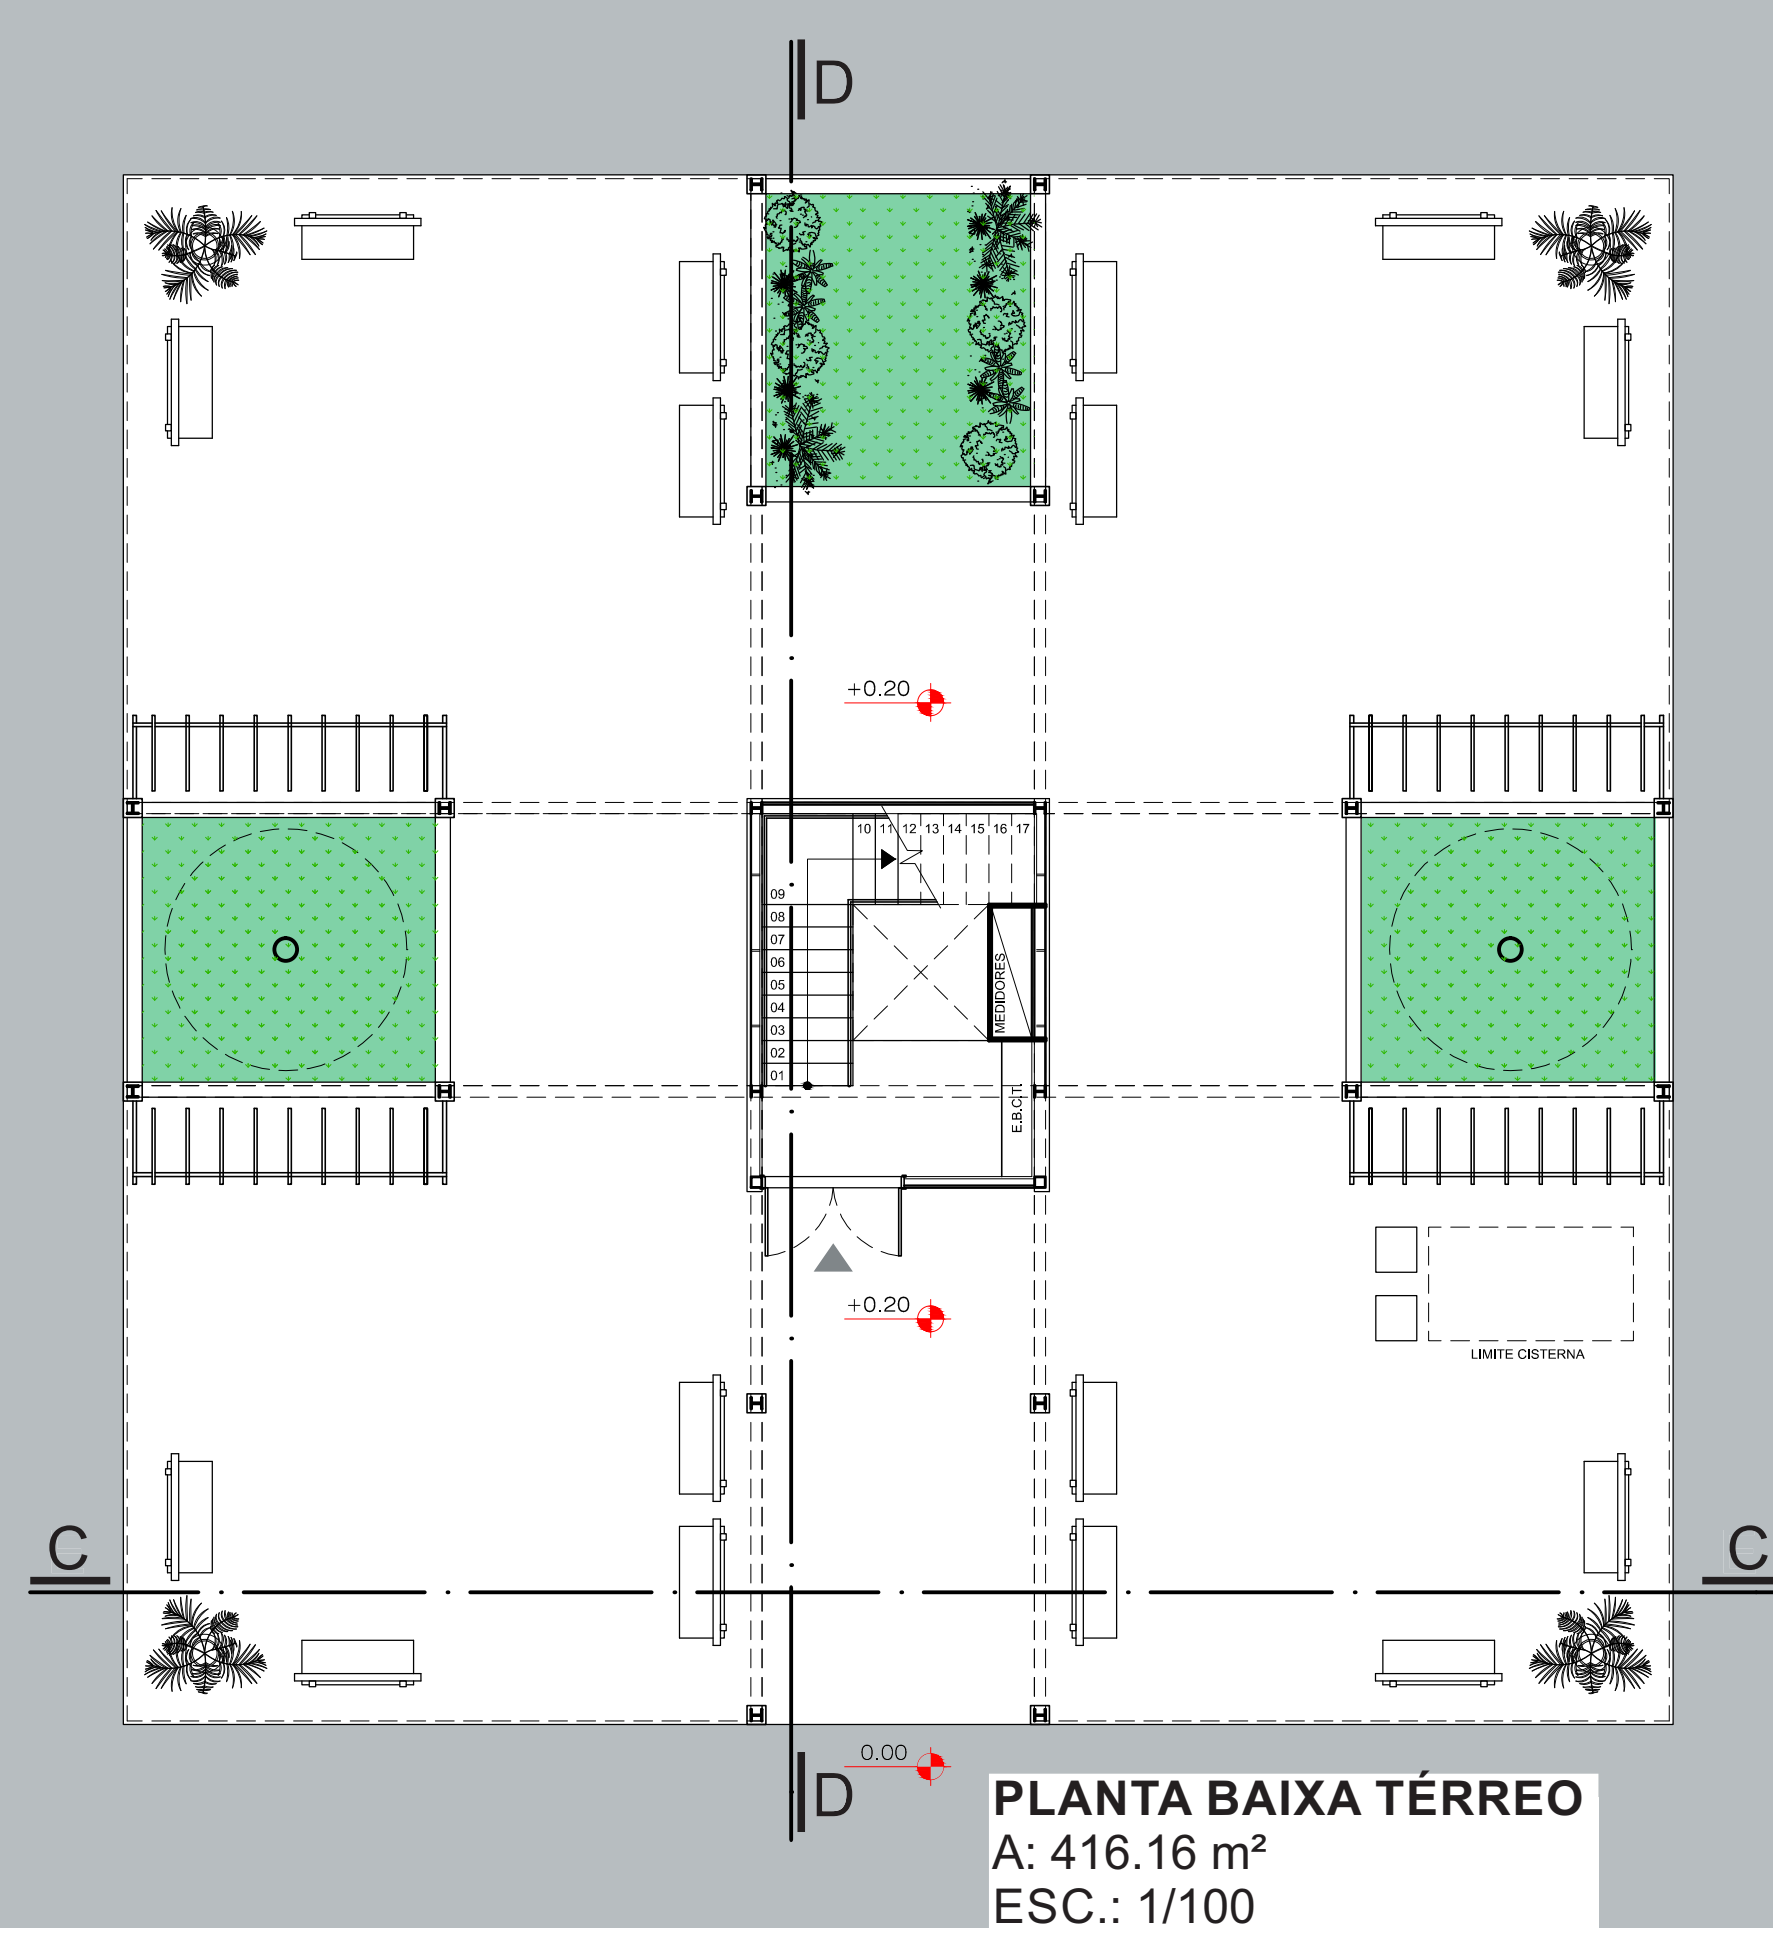 D
+0.20
10 11 12 13 14 15 16 17
09
08
07
06
05
04
03
02
01
MEDIDORES
E.B.C.T.
+0.20
LIMITE CISTERNA
C
C
0.00
D
PLANTA BAIXA TÉRREO
A: 416.16 m²
ESC.: 1/100